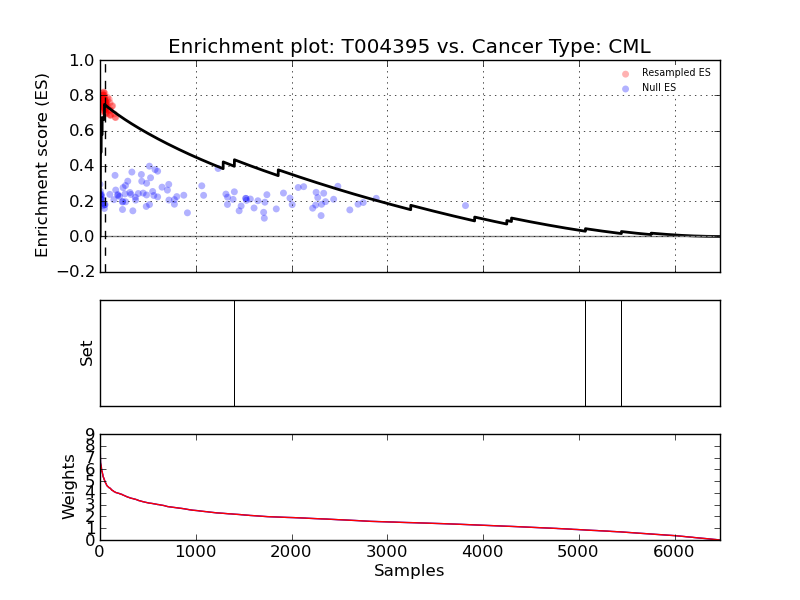 Enrichment plot: T004395 vs. Cancer Type: CML
Enrichment score (ES)
1.0
0.8
0.6
0.4
0.2
0.0
−0.2
Resampled ES
Null ES
Set
Weights
9
8
7
6
5
4
3
2
1
0
0 1000 2000 3000 4000 5000 6000
Samples